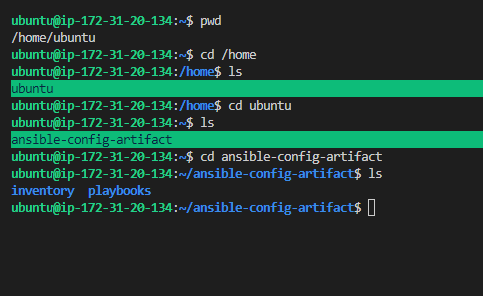 ubuntu@ip-172-31-20-134:~$ pwd
/home/ubuntu
ubuntu@ip-172-31-20-134:~$ cd /home
ubuntu@ip-172-31-20-134:/home$ ls
ubuntu
ubuntu@ip-172-31-20-134:/home$ cd ubuntu
ubuntu@ip-172-31-20-134:~$ ls
ansible-config-artifact
ubuntu@ip-172-31-20-134:~$ cd ansible-config-artifact
ubuntu@ip-172-31-20-134:~/ansible-config-artifact$ ls
inventory  playbooks
ubuntu@ip-172-31-20-134:~/ansible-config-artifact$